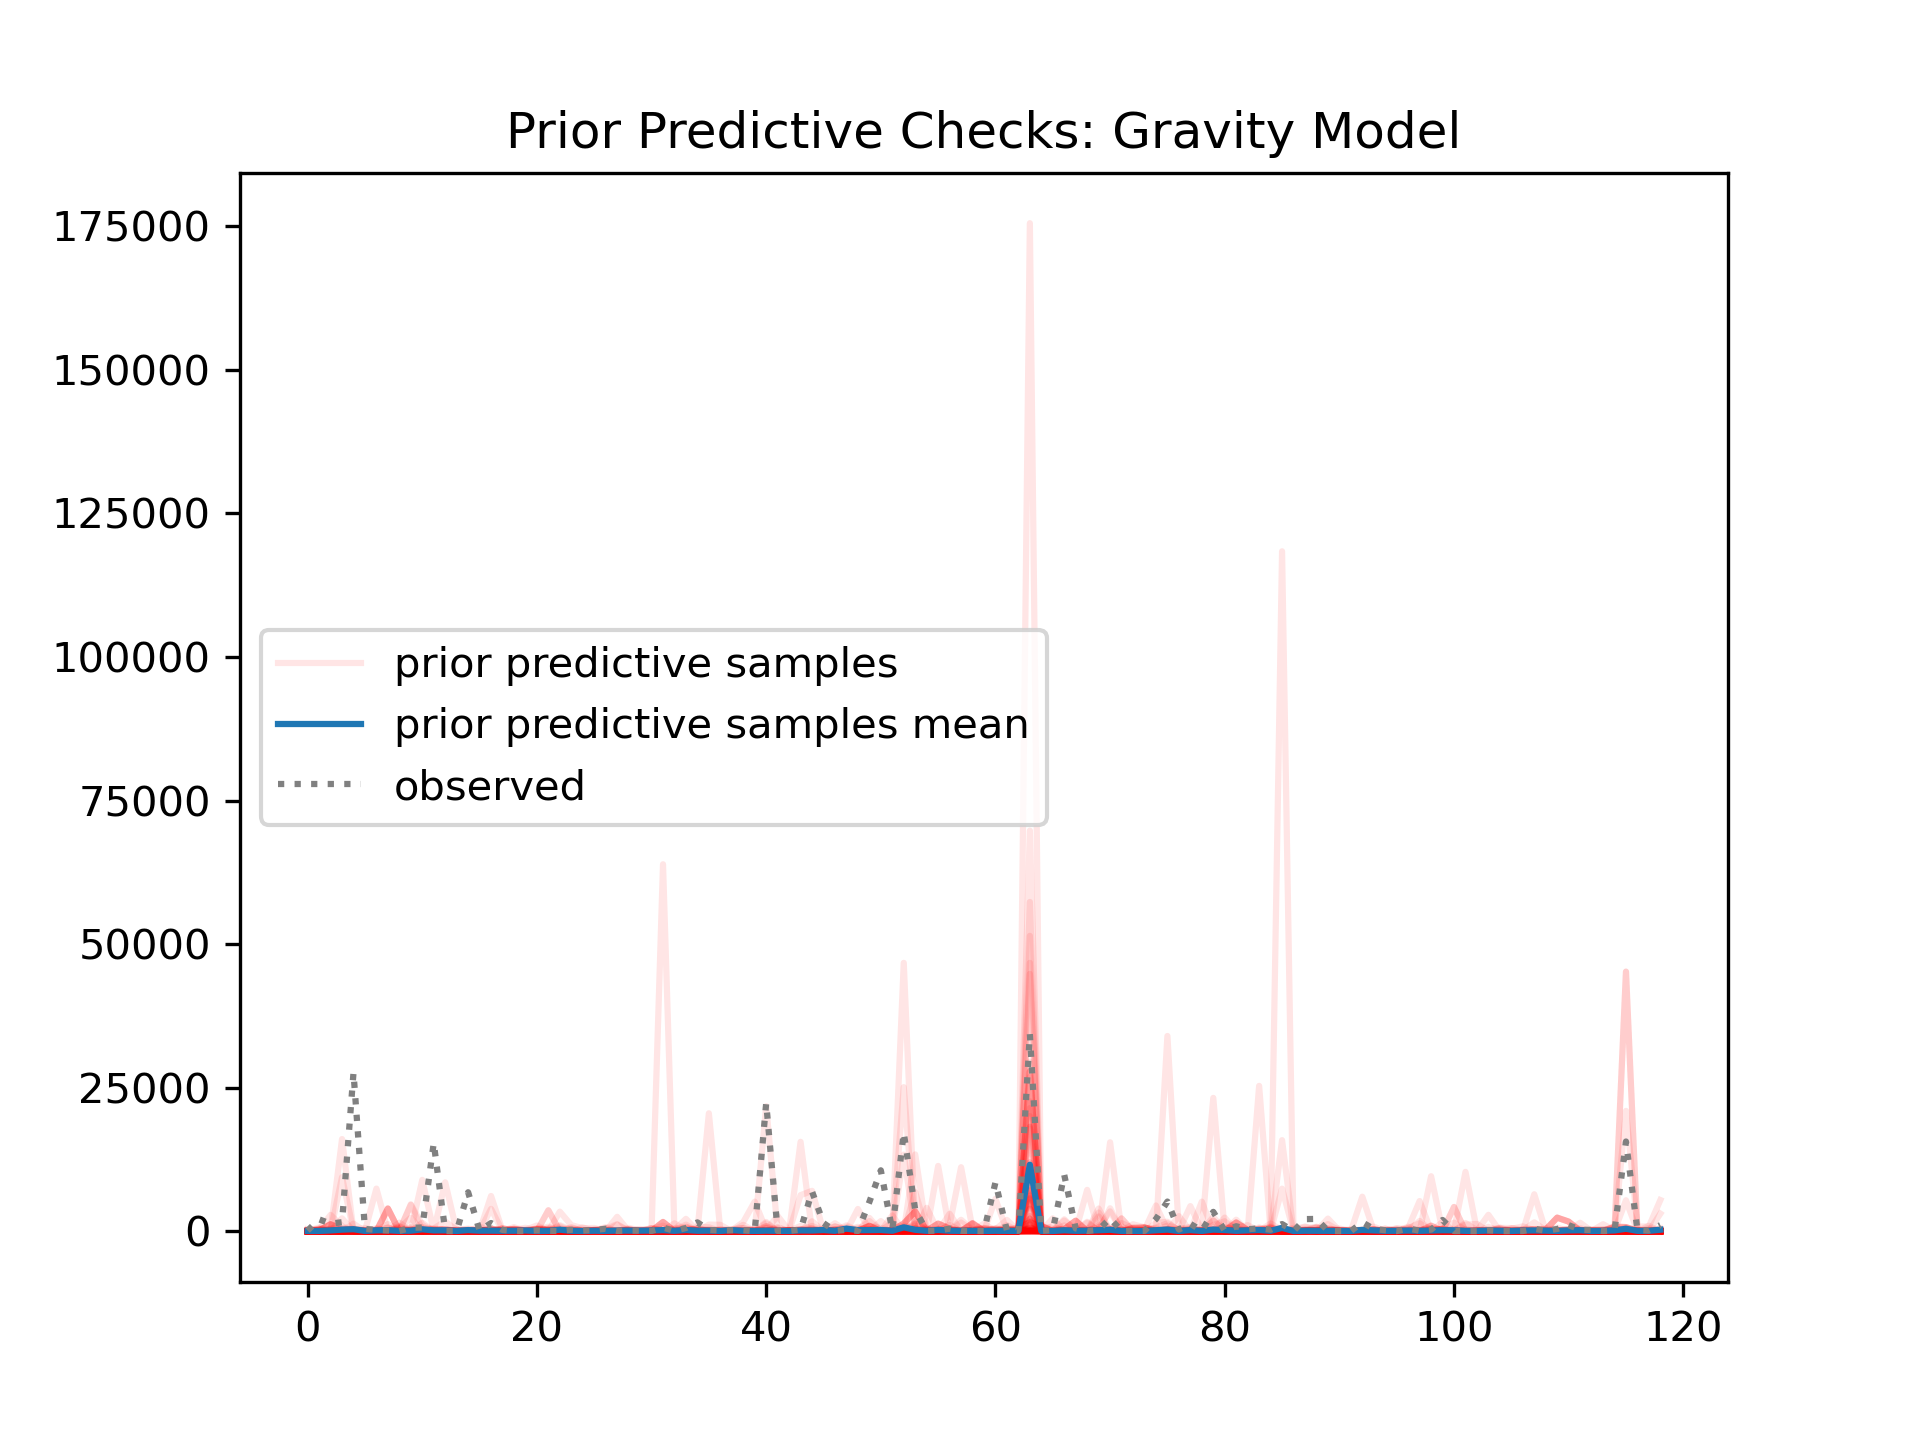 Prior Predictive Checks: Gravity Model
175000
150000
125000
100000
75000
50000
25000
0
prior predictive samples
prior predictive samples mean
observed
0 20 40 60 80 100 120